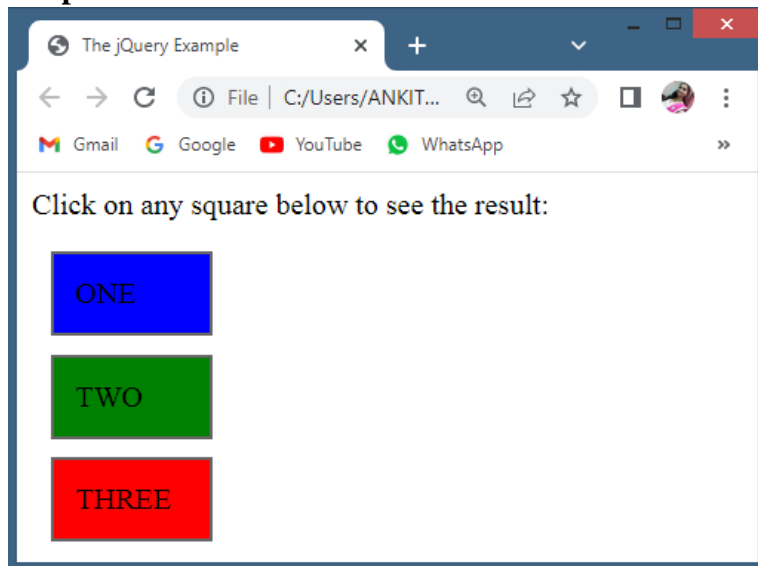 The jQuery Example
File | C:/Users/ANKIT...
Gmail Google YouTube WhatsApp »
Click on any square below to see the result:
ONE
TWO
THREE